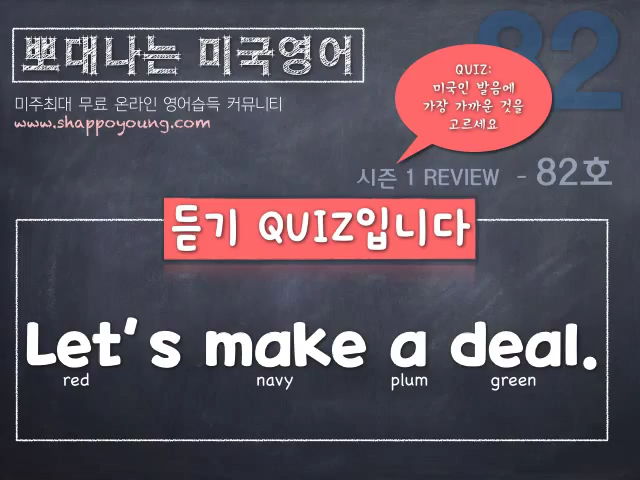 뽀대나는 미국영어
82
미주최대 무료 온라인 영어습득 커뮤니티
www.shappoyoung.com
QUIZ:
미국인 발음에
가장 가까운 것을
고르세요
시즌 1 REVIEW - 82호
듣기 QUIZ입니다
Let's make a deal.
red navy plum green